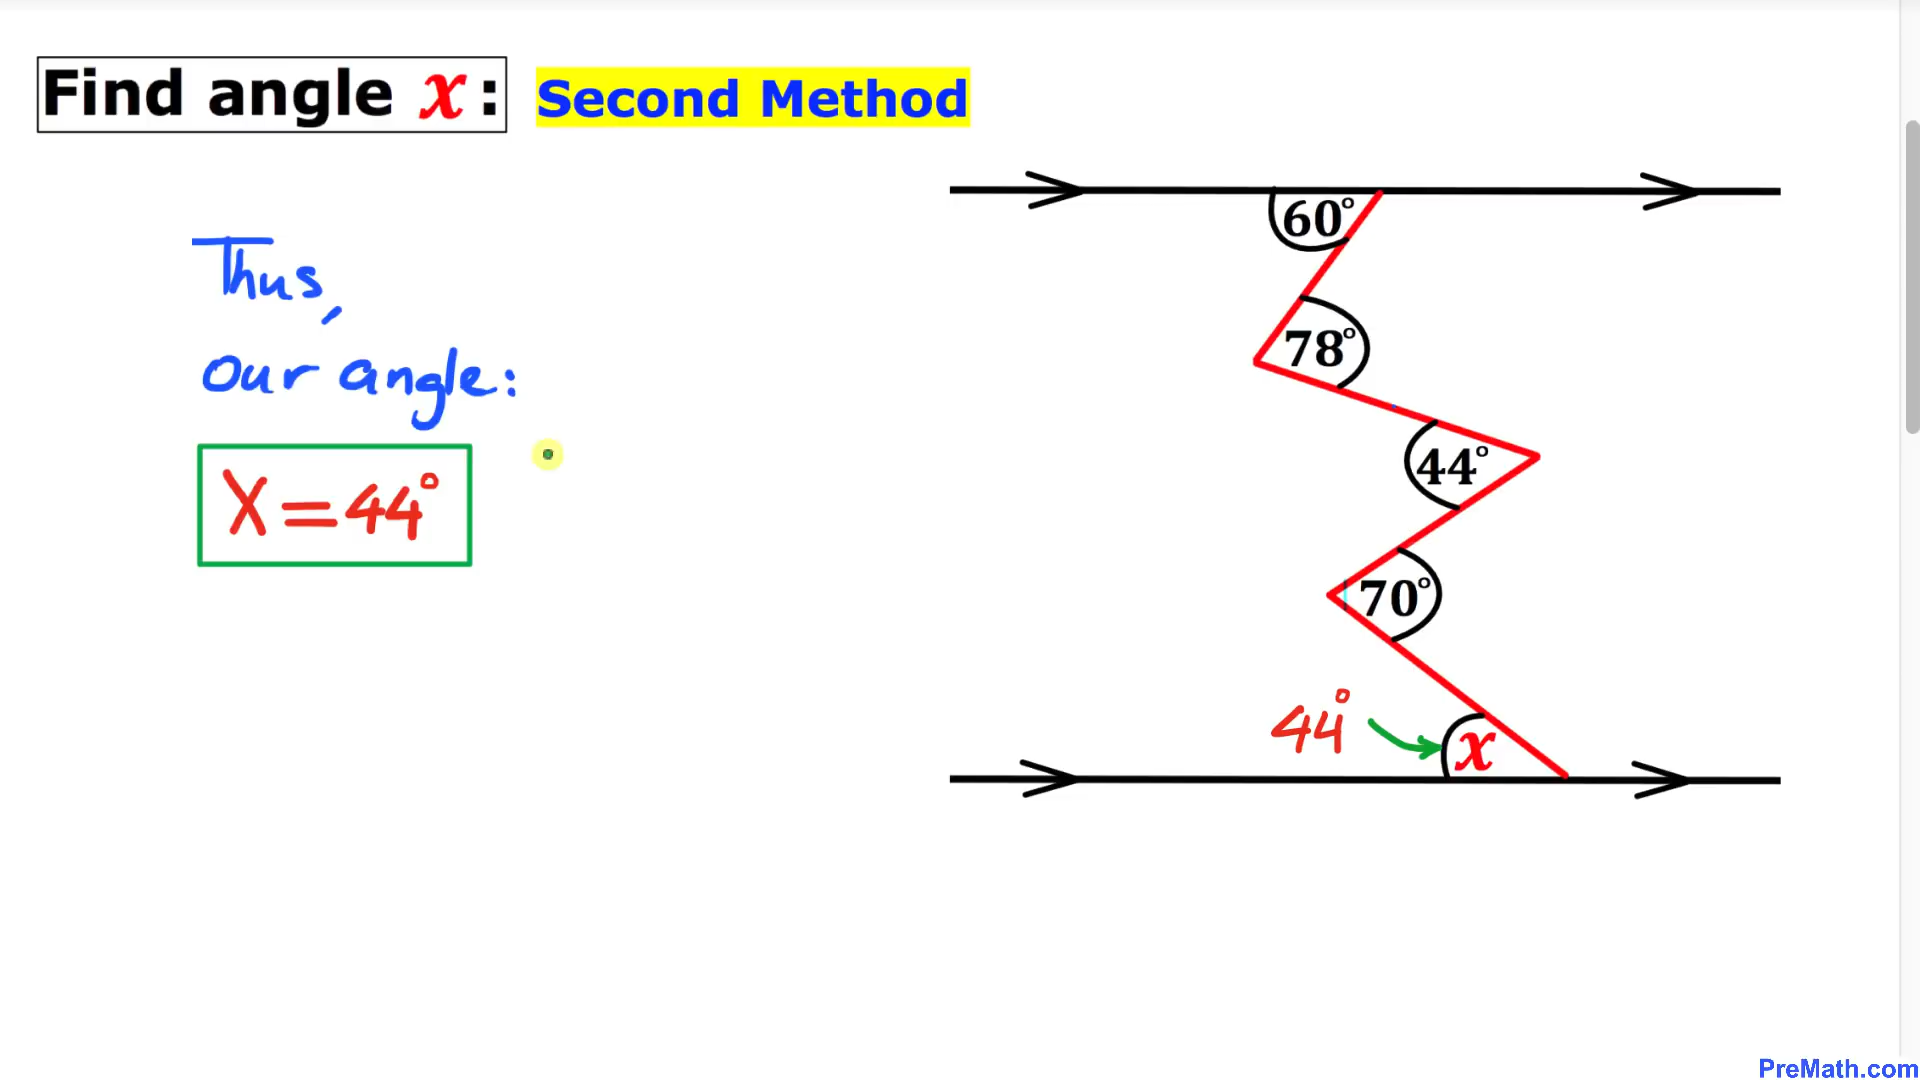 Find angle x: Second Method
Thus,
our angle:
X=44°
60°
78°
44°
70°
44°
x
PreMath.com